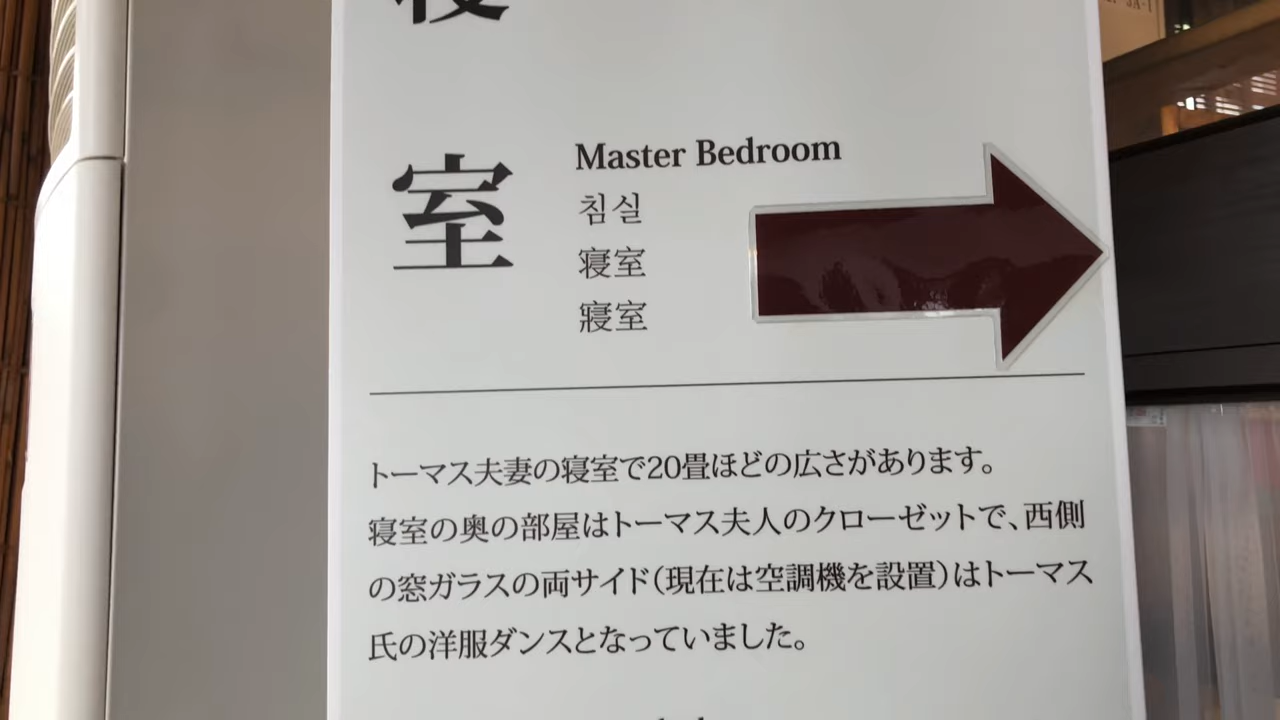 寝
室
Master Bedroom
침실
寝室
寢室
トーマス夫妻の寝室で20畳ほどの広さがあります。
寝室の奥の部屋はトーマス夫人のクローゼットで、西側
の窓ガラスの両サイド（現在は空調機を設置）はトーマス
氏の洋服ダンスとなっていました。